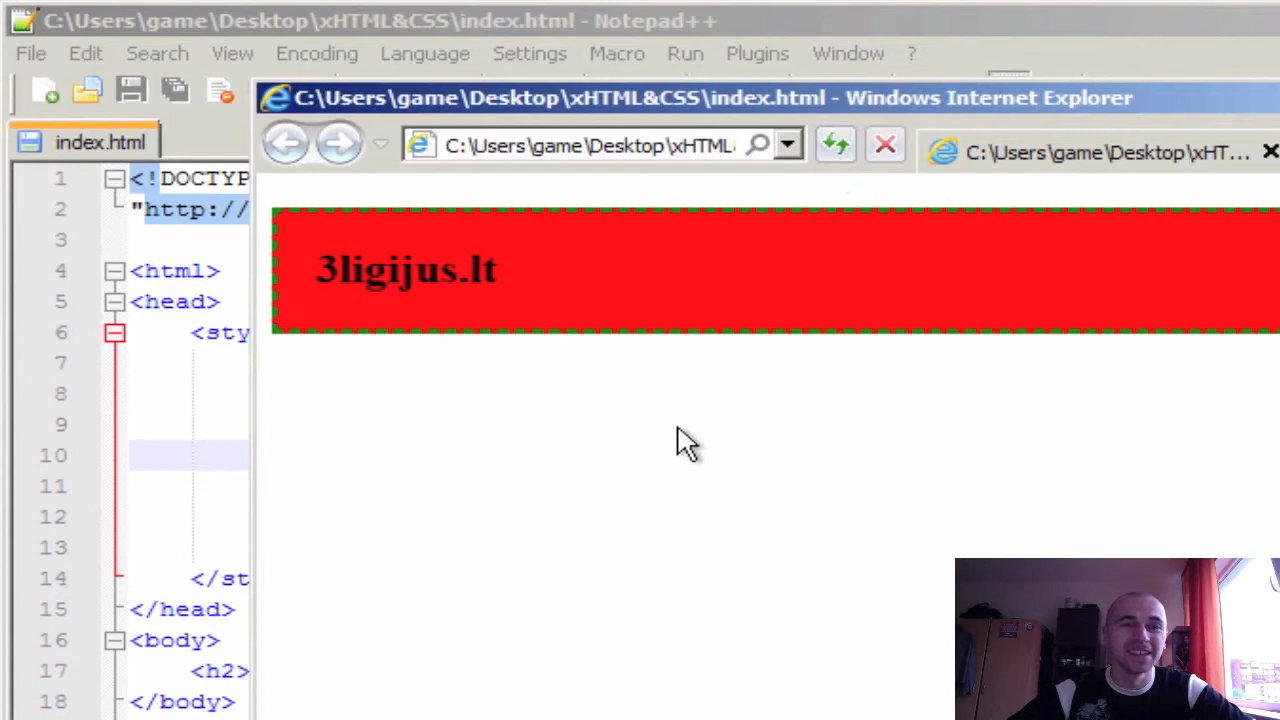 C:\Users\game\Desktop\xHTML&CSS\index.html - Notepad++
File Edit Search View Encoding Language Settings Macro Run Plugins Window ?
C:\Users\game\Desktop\xHTML&CSS\index.html - Windows Internet Explorer
index.html
C:\Users\game\Desktop\xHTML
C:\Users\game\Desktop\xHT...
1 <!DOCTYP
2 "http://
3
4 <html>
5 <head>
6 <sty
7
8
9
10
11
12
13
14 </st
15 </head>
16 <body>
17 <h2>
18 </body>
3ligijus.lt